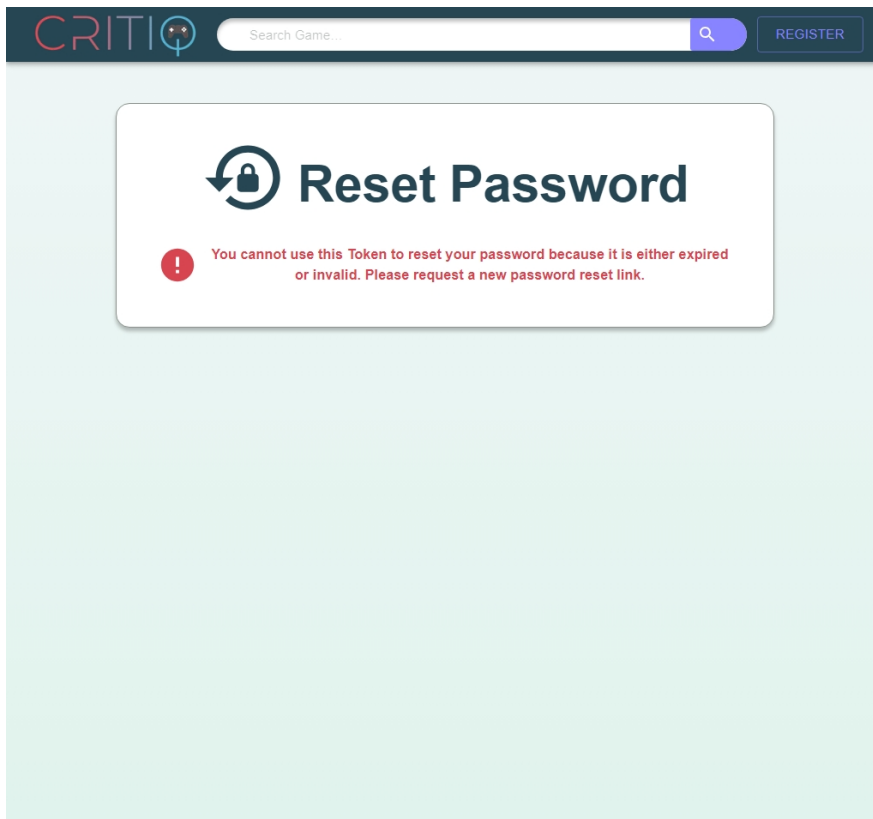 CRITIQ
Search Game...
REGISTER
Reset Password
You cannot use this Token to reset your password because it is either expired
or invalid. Please request a new password reset link.